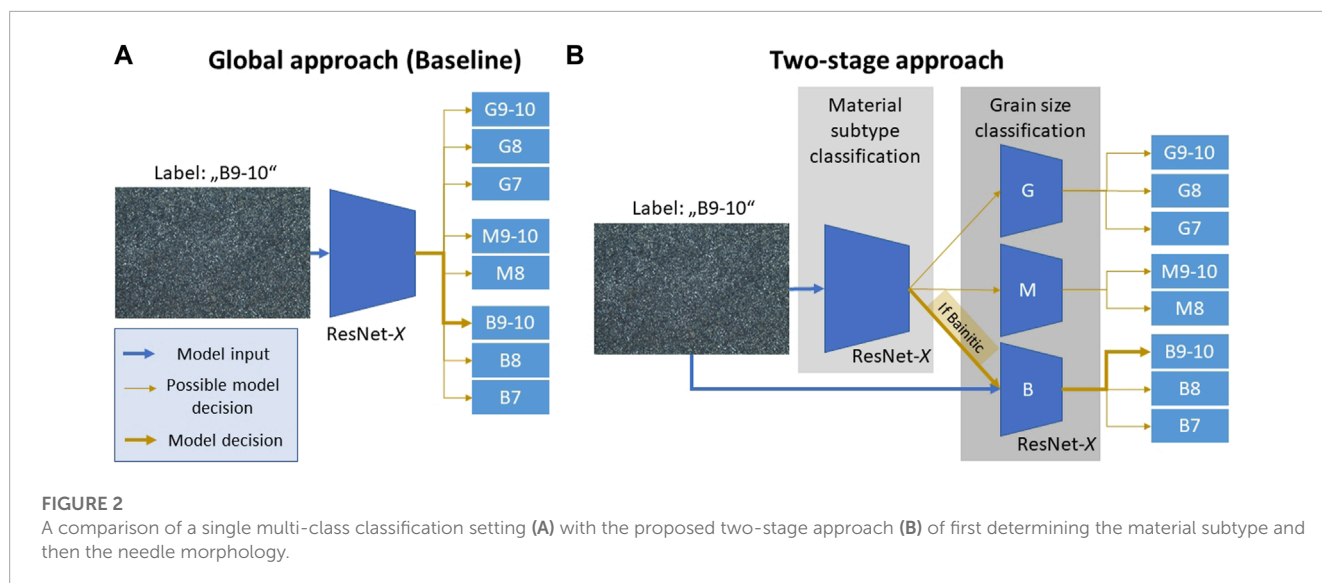 A
Global approach (Baseline)
Label: „B9-10“
ResNet-X
G9-10
G8
G7
M9-10
M8
B9-10
B8
B7
Model input
Possible model
decision
Model decision
B
Two-stage approach
Material
subtype
classification
Grain size
classification
Label: „B9-10“
ResNet-X
If Bainitic
G
M
B
ResNet-X
G9-10
G8
G7
M9-10
M8
B9-10
B8
B7
FIGURE 2
A comparison of a single multi-class classification setting (A) with the proposed two-stage approach (B) of first determining the material subtype and
then the needle morphology.